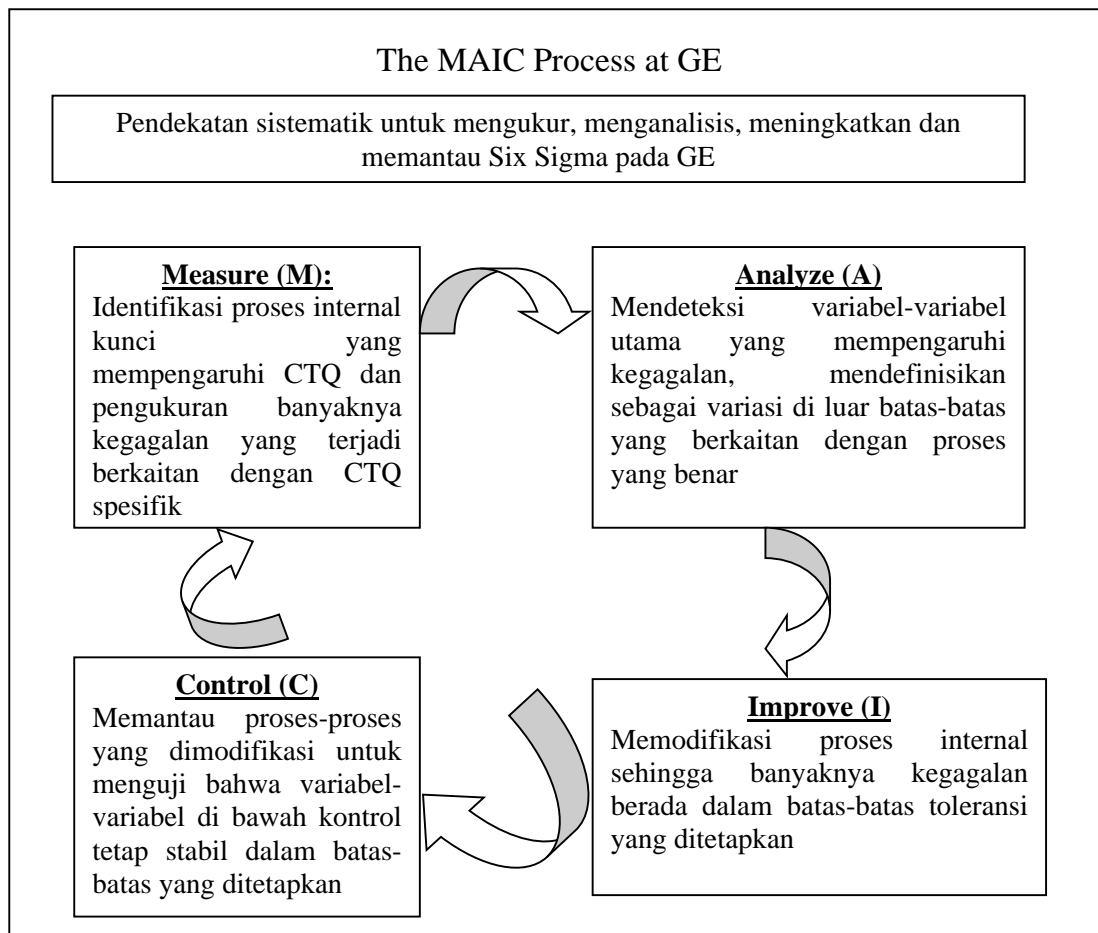 The MAIC Process at GE
Pendekatan sistematik untuk mengukur, menganalisis, meningkatkan dan
memantau Six Sigma pada GE
Measure (M):
Identifikasi proses internal
kunci yang
mempengaruhi CTQ dan
pengukuran banyaknya
kegagalan yang terjadi
berkaitan dengan CTQ
spesifik
Analyze (A)
Mendeteksi variabel-variabel
utama yang mempengaruhi
kegagalan, mendefinisikan
sebagai variasi di luar batas-batas
yang berkaitan dengan proses
yang benar
Control (C)
Memantau proses-proses
yang dimodifikasi untuk
menguji bahwa variabel-
variabel di bawah kontrol
tetap stabil dalam batas-
batas yang ditetapkan
Improve (I)
Memodifikasi proses internal
sehingga banyaknya kegagalan
berada dalam batas-batas toleransi
yang ditetapkan